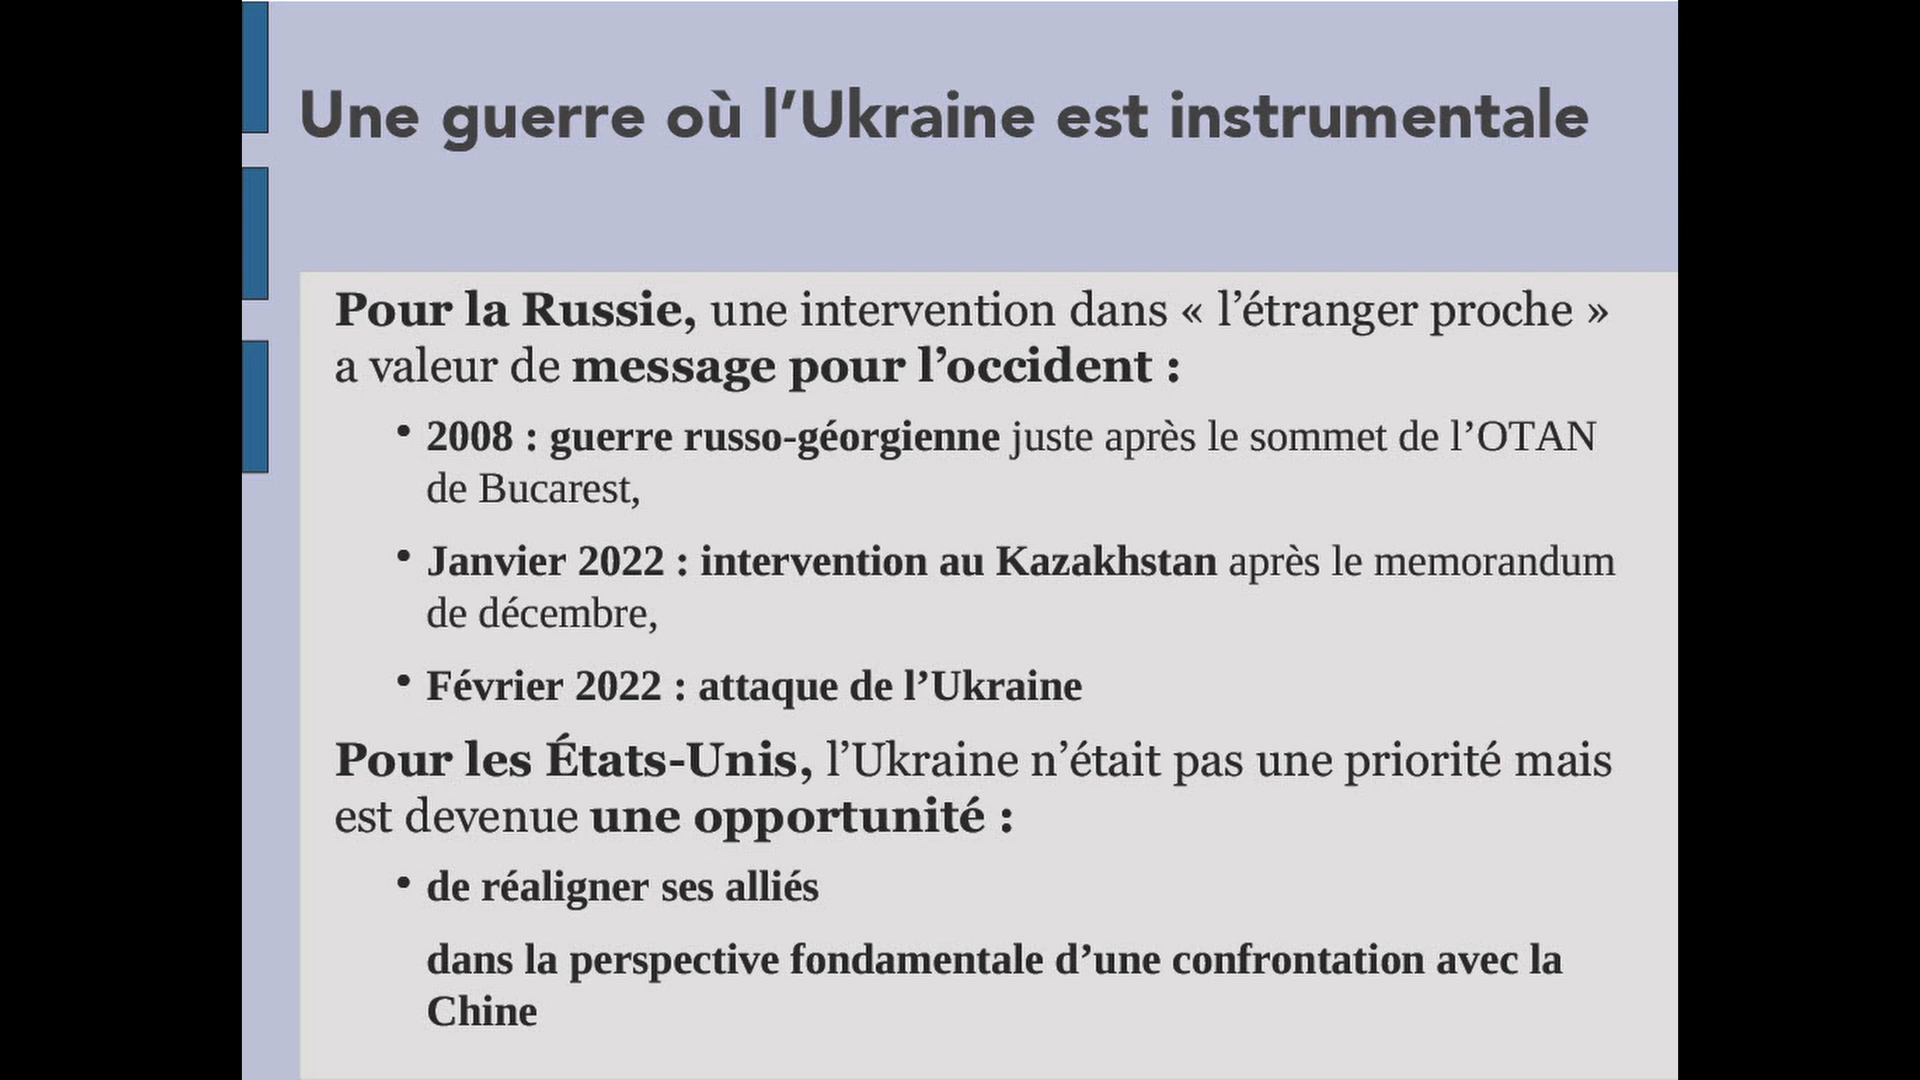 Une guerre où l’Ukraine est instrumentale
Pour la Russie, une intervention dans « l’étranger proche »
a valeur de message pour l’occident :
• 2008 : guerre russo-géorgienne juste après le sommet de l’OTAN
de Bucarest,
• Janvier 2022 : intervention au Kazakhstan après le memorandum
de décembre,
• Février 2022 : attaque de l’Ukraine
Pour les États-Unis, l’Ukraine n’était pas une priorité mais
est devenue une opportunité :
• de réaligner ses alliés
dans la perspective fondamentale d’une confrontation avec la
Chine